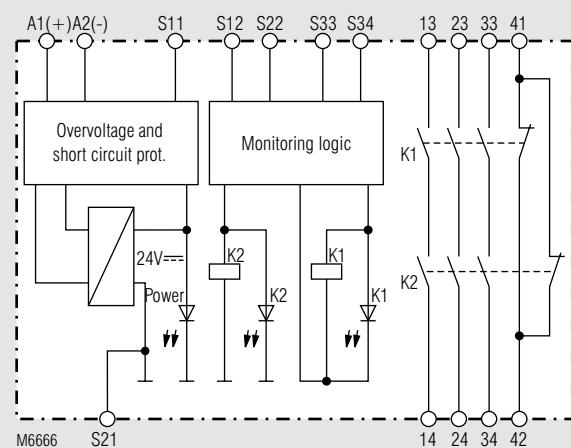 A1(+) A2(-) S11 S12 S22 S33 S34 13 23 33 41
Overvoltage and
short circuit prot.
Monitoring logic
K1
24V
K2
K1
K2
Power
K2
K1
M6666
S21
14 24 34 42